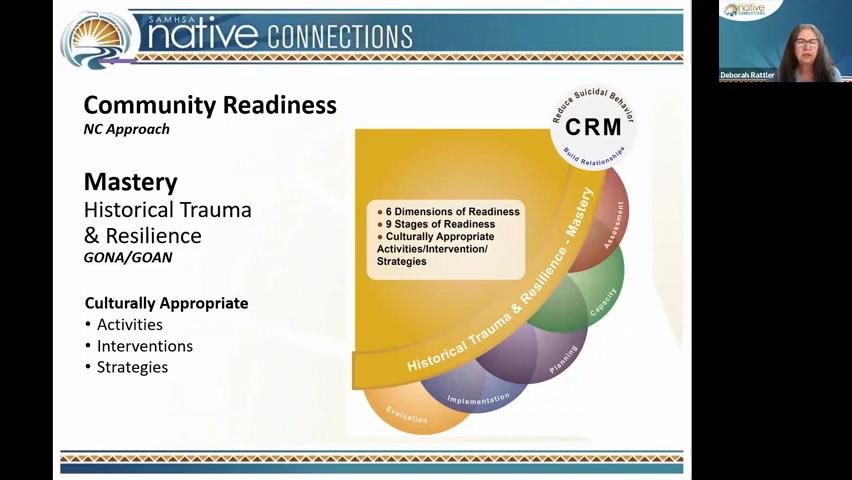 SAMHSA
native CONNECTIONS
Community Readiness
NC Approach
Mastery
Historical Trauma
& Resilience
GONA/GOAN
Culturally Appropriate
• Activities
• Interventions
• Strategies
Reduce Suicidal Behavior
CRM
Build Relationships
• 6 Dimensions of Readiness
• 9 Stages of Readiness
• Culturally Appropriate
Activities/Intervention/
Strategies
Historical Trauma & Resilience - Mastery
Assessment
Capacity
Planning
Implementation
Evaluation
native
CONNECTIONS
Deborah Rattler